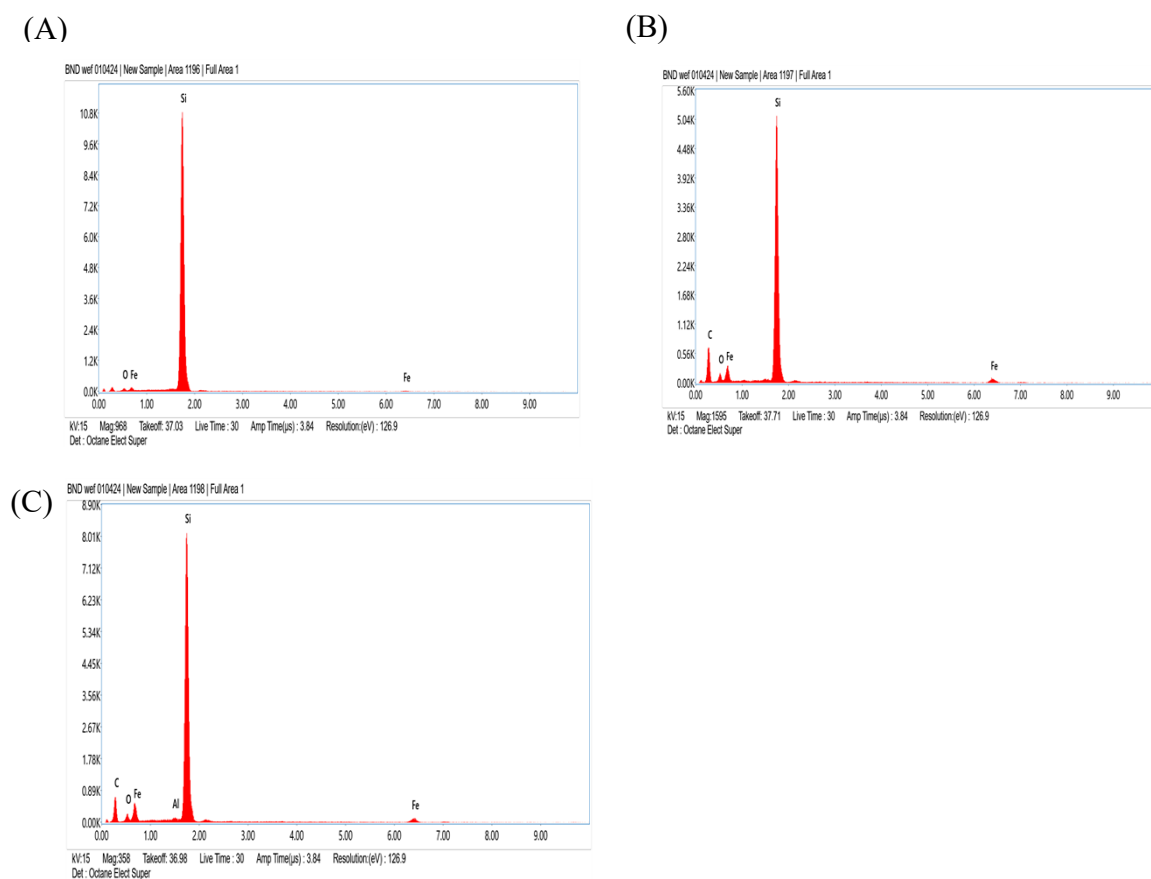 (A)
BND wef 010424 | New Sample | Area 1196 | Full Area 1
Si
10.8K
9.6K
8.4K
7.2K
6.0K
4.8K
3.6K
2.4K
1.2K
0.0K
O Fe
Fe
0.00 1.00 2.00 3.00 4.00 5.00 6.00 7.00 8.00 9.00
kV:15 Mag:968 Takeoff: 37.03 Live Time : 30 Amp Time(μs) : 3.84 Resolution:(eV) : 126.9
Det : Octane Elect Super
(B)
BND wef 010424 | New Sample | Area 1197 | Full Area 1
5.60K
Si
5.04K
4.48K
3.92K
3.36K
2.80K
2.24K
1.68K
1.12K
0.56K
0.00K
C
O Fe
Fe
0.00 1.00 2.00 3.00 4.00 5.00 6.00 7.00 8.00 9.00
kV:15 Mag:1595 Takeoff: 37.71 Live Time : 30 Amp Time(μs) : 3.84 Resolution:(eV) : 126.9
Det : Octane Elect Super
(C)
BND wef 010424 | New Sample | Area 1198 | Full Area 1
8.90K
Si
8.01K
7.12K
6.23K
5.34K
4.45K
3.56K
2.67K
1.78K
0.89K
0.00K
C
O Fe
Al
Fe
0.00 1.00 2.00 3.00 4.00 5.00 6.00 7.00 8.00 9.00
kV:15 Mag:358 Takeoff: 36.98 Live Time : 30 Amp Time(μs) : 3.84 Resolution:(eV) : 126.9
Det : Octane Elect Super